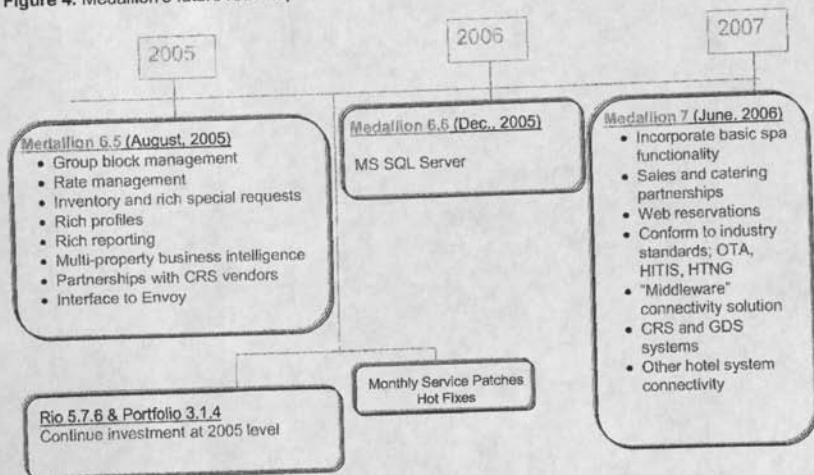 Figure 4: Medallion's future
2005
2006
2007
Medallion 6.5 (August, 2005)
• Group block management
• Rate management
• Inventory and rich special requests
• Rich profiles
• Rich reporting
• Multi-property business intelligence
• Partnerships with CRS vendors
• Interface to Envoy
Medallion 6.6 (Dec., 2005)
MS SQL Server
Medallion 7 (June, 2006)
• Incorporate basic spa
functionality
• Sales and catering
partnerships
• Web reservations
• Conform to industry
standards; OTA,
HITIS, HTNG
• "Middleware"
connectivity solution
• CRS and GDS
systems
• Other hotel system
connectivity
Monthly Service Patches
Hot Fixes
Rio 5.7.6 & Portfolio 3.1.4
Continue investment at 2005 level